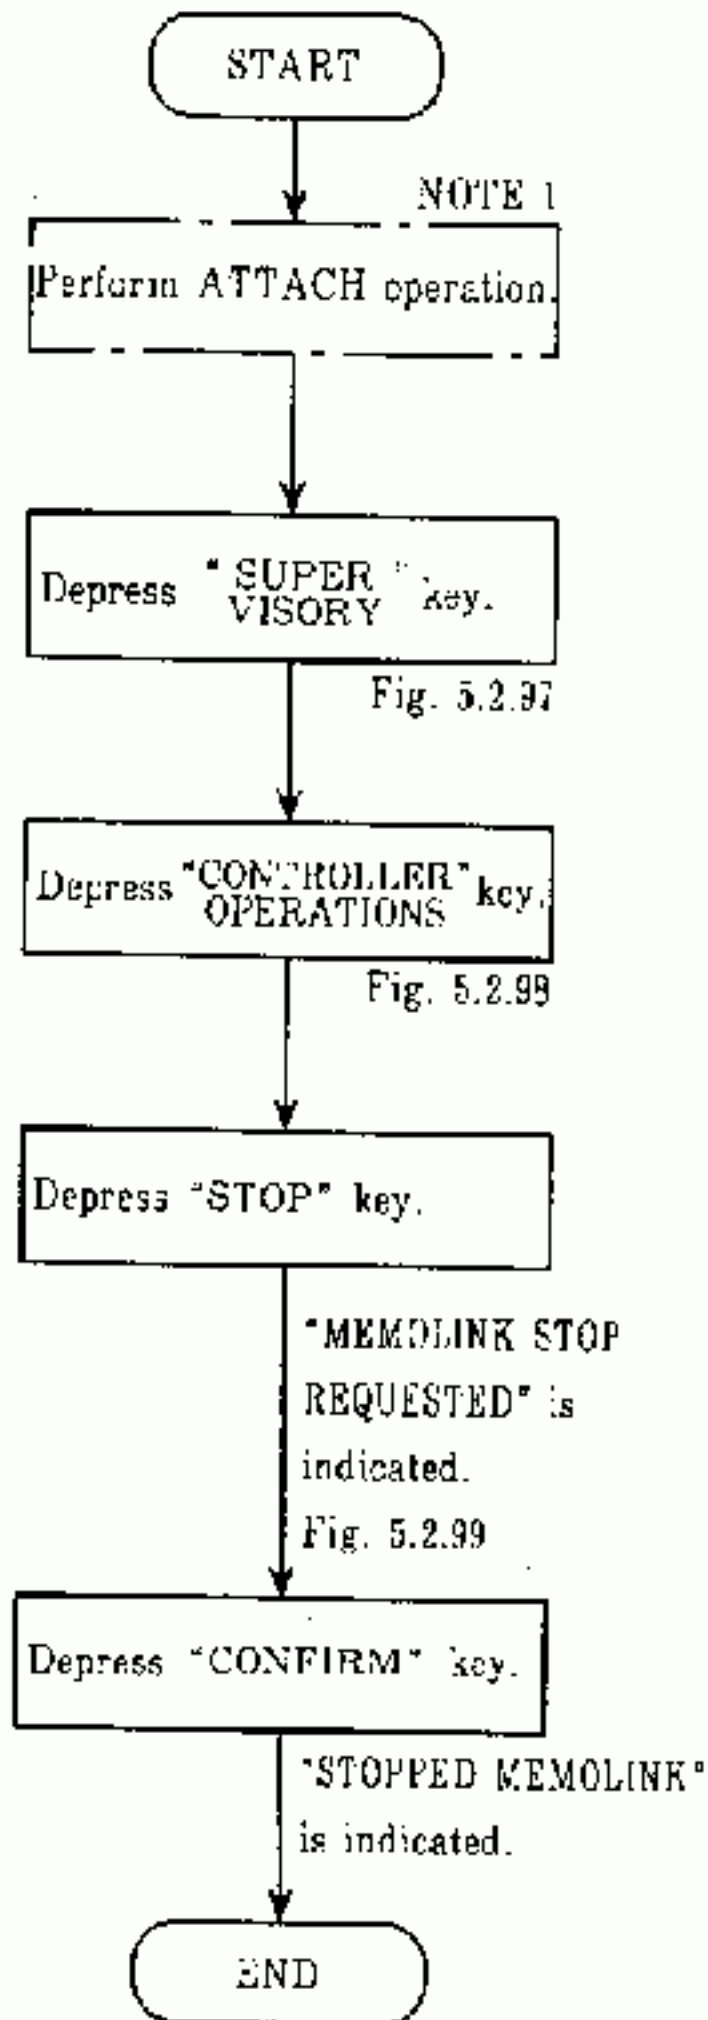 START
NOTE 1
Perform ATTACH operation.
Depress "SUPER
VISORY" key.
Fig. 5.2.97
Depress "CONTROLLER
OPERATIONS" key.
Fig. 5.2.98
Depress "STOP" key.
"MEMOLINK STOP
REQUESTED" is
indicated.
Fig. 5.2.99
Depress "CONFIRM" key.
"STOPPED MEMOLINK"
is indicated.
END